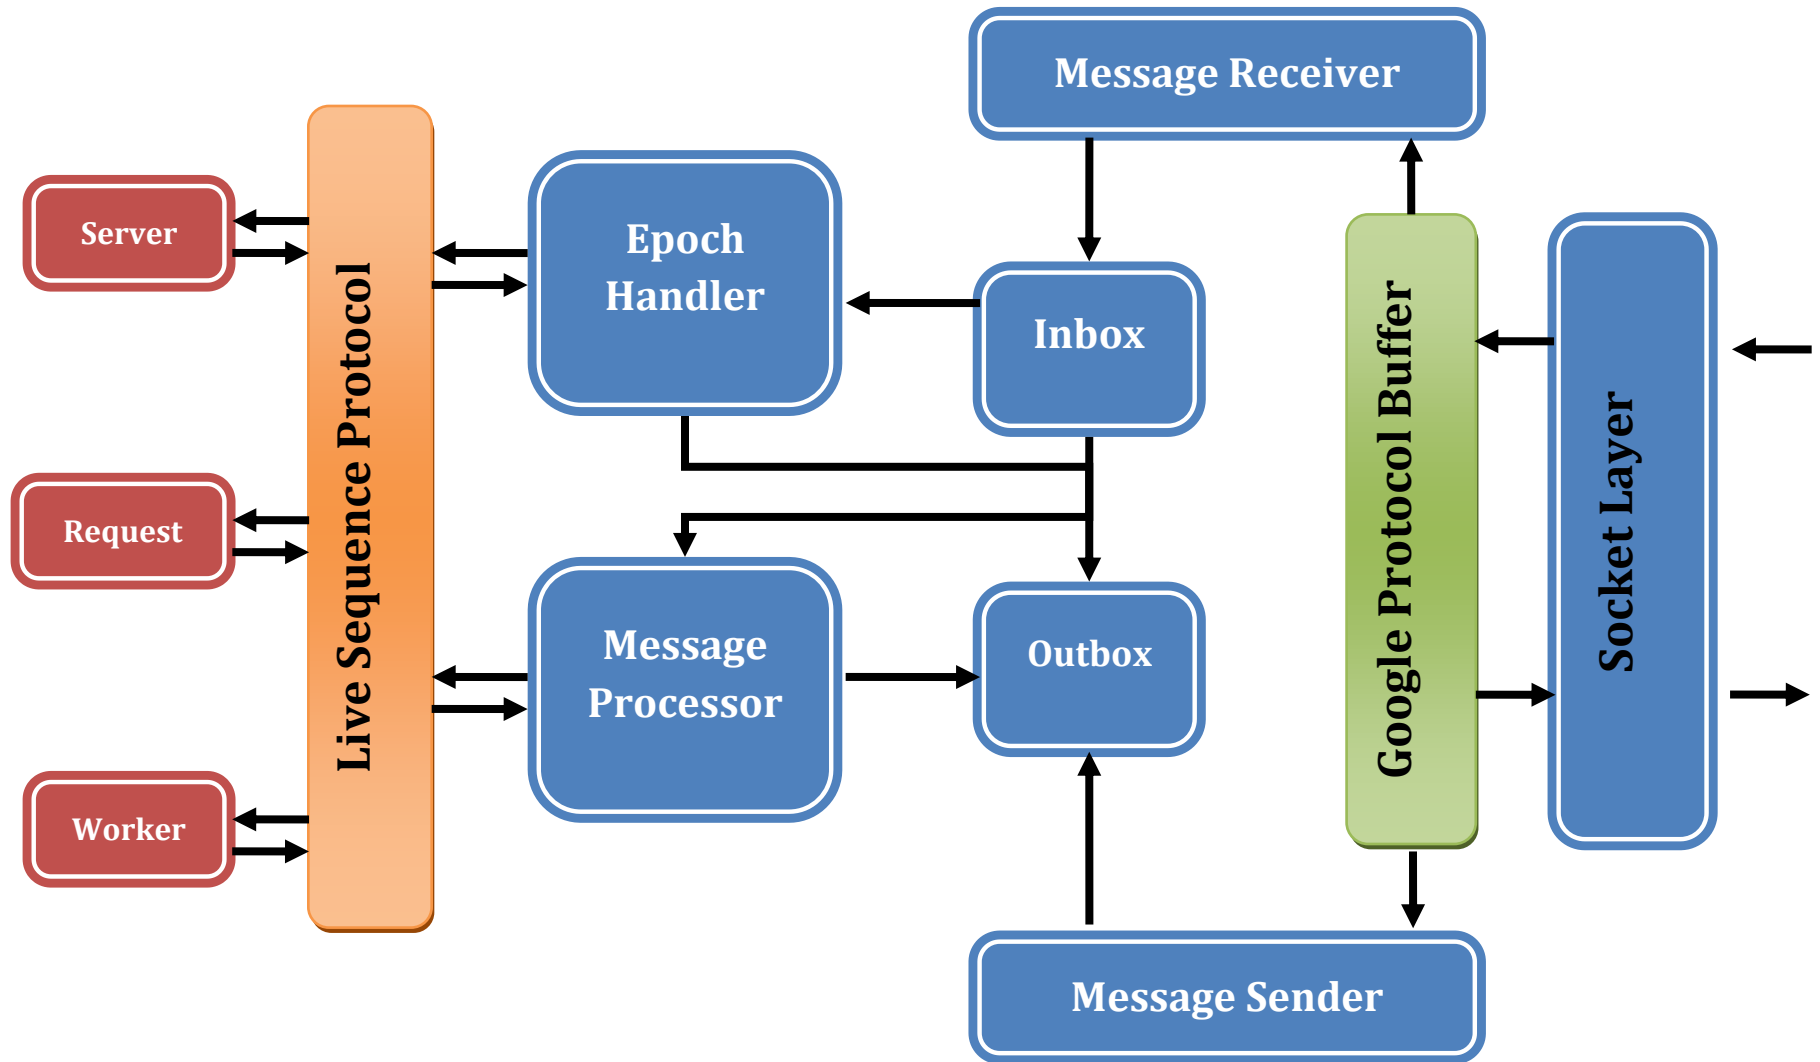 Message Receiver
Server
Epoch
Handler
Inbox
Live Sequence Protocol
Google Protocol Buffer
Socket Layer
Request
Message
Processor
Outbox
Worker
Message Sender